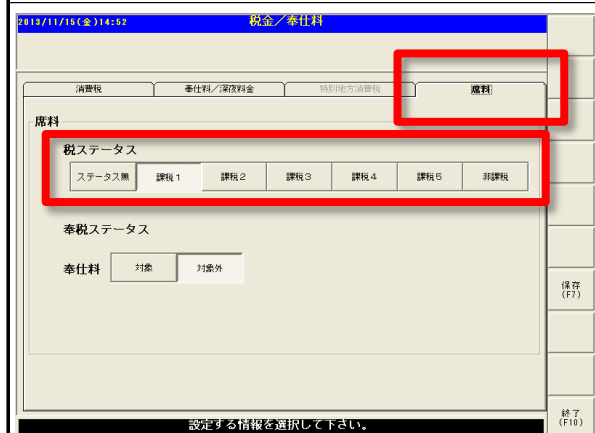 2013/11/15(金)14:52 税金/奉仕料
消費税 奉仕料/深夜料金 特別地方消費税 席料
席料
税ステータス
ステータス無 課税1 課税2 課税3 課税4 課税5 非課税
奉税ステータス
奉仕料 対象 対象外
保存
(F7)
終了
(F10)
設定する情報を選択して下さい。